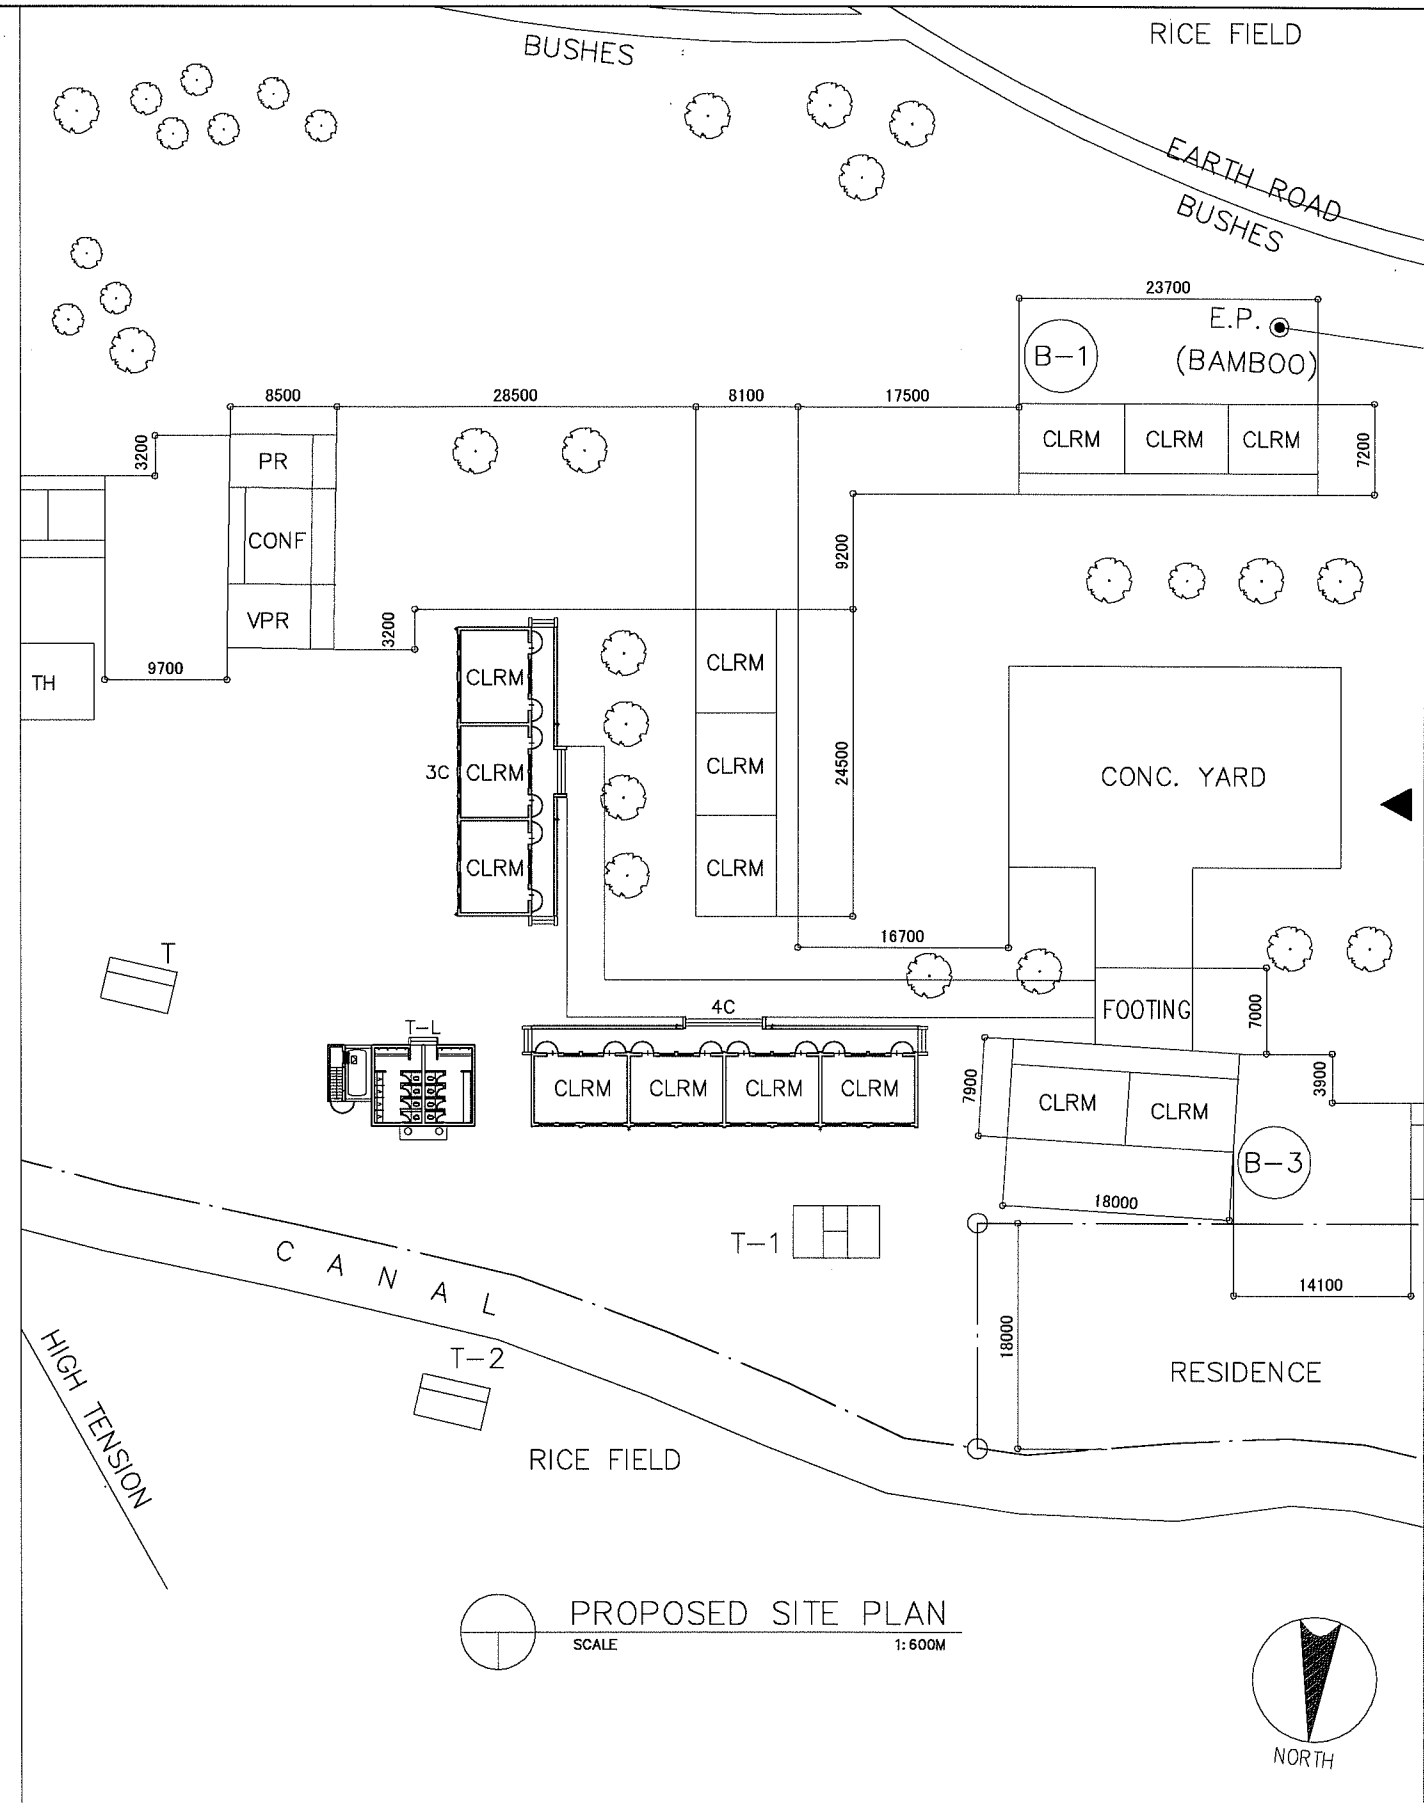 RICE FIELD
BUSHES
EARTH ROAD
BUSHES
23700
E.P.
B-1
(BAMBOO)
8500
28500
8100
17500
3200
PR
CLRM
CLRM
CLRM
7200
CONF
9200
VPR
3200
9700
TH
CLRM
CLRM
3C
CLRM
CLRM
24500
CONC. YARD
CLRM
CLRM
16700
T
4C
FOOTING
7000
T-L
7900
3900
CLRM
CLRM
CLRM
CLRM
CLRM
CLRM
B-3
18000
T-1
CANAL
14100
18000
HIGH TENSION
T-2
RESIDENCE
RICE FIELD
PROPOSED SITE PLAN
SCALE 1:600M
NORTH